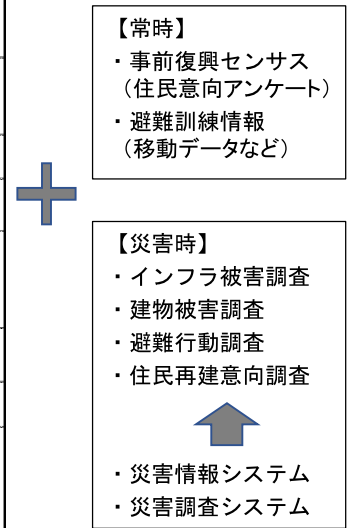 【常時】
・事前復興センサス
（住民意向アンケート）
・避難訓練情報
（移動データなど）
【災害時】
・インフラ被害調査
・建物被害調査
・避難行動調査
・住民再建意向調査
・災害情報システム
・災害調査システム